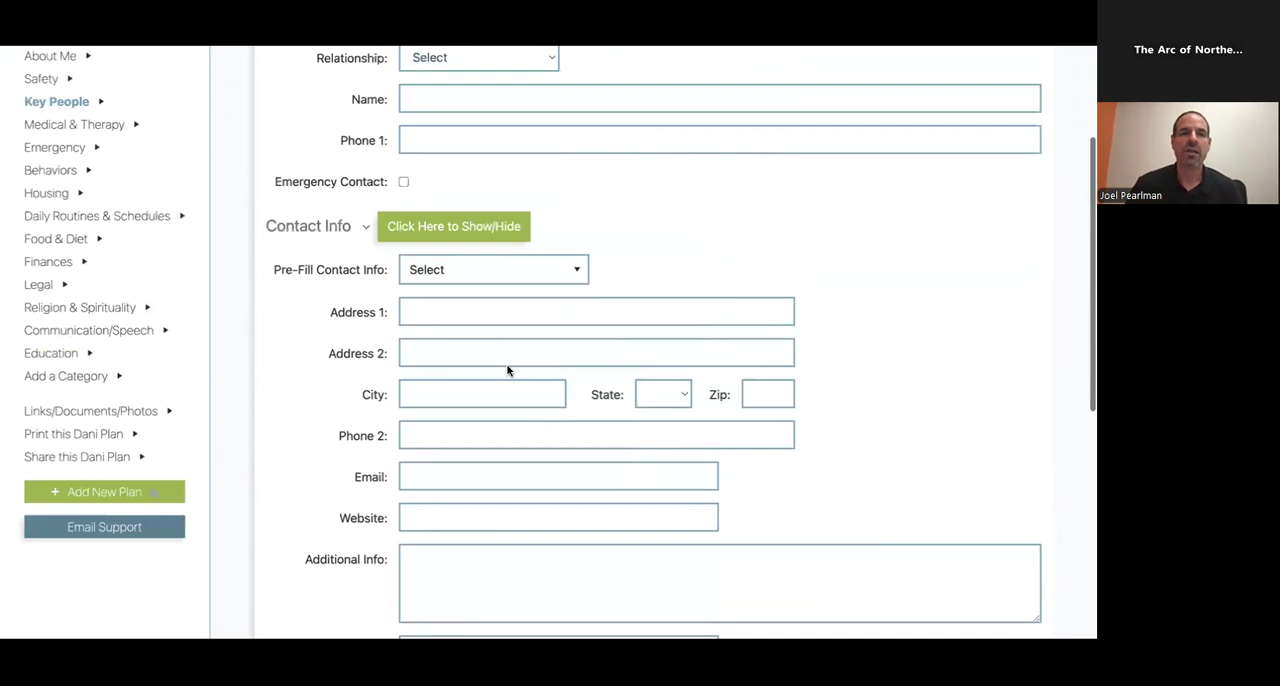 About Me
Safety
Key People
Medical & Therapy
Emergency
Behaviors
Housing
Daily Routines & Schedules
Food & Diet
Finances
Legal
Religion & Spirituality
Communication/Speech
Education
Add a Category
Links/Documents/Photos
Print this Dani Plan
Share this Dani Plan
+ Add New Plan
Email Support
Relationship: Select
Name:
Phone 1:
Emergency Contact:
Contact Info Click Here to Show/Hide
Pre-Fill Contact Info: Select
Address 1:
Address 2:
City: State: Zip:
Phone 2:
Email:
Website:
Additional Info:
The Arc of Northe...
Joel Pearlman